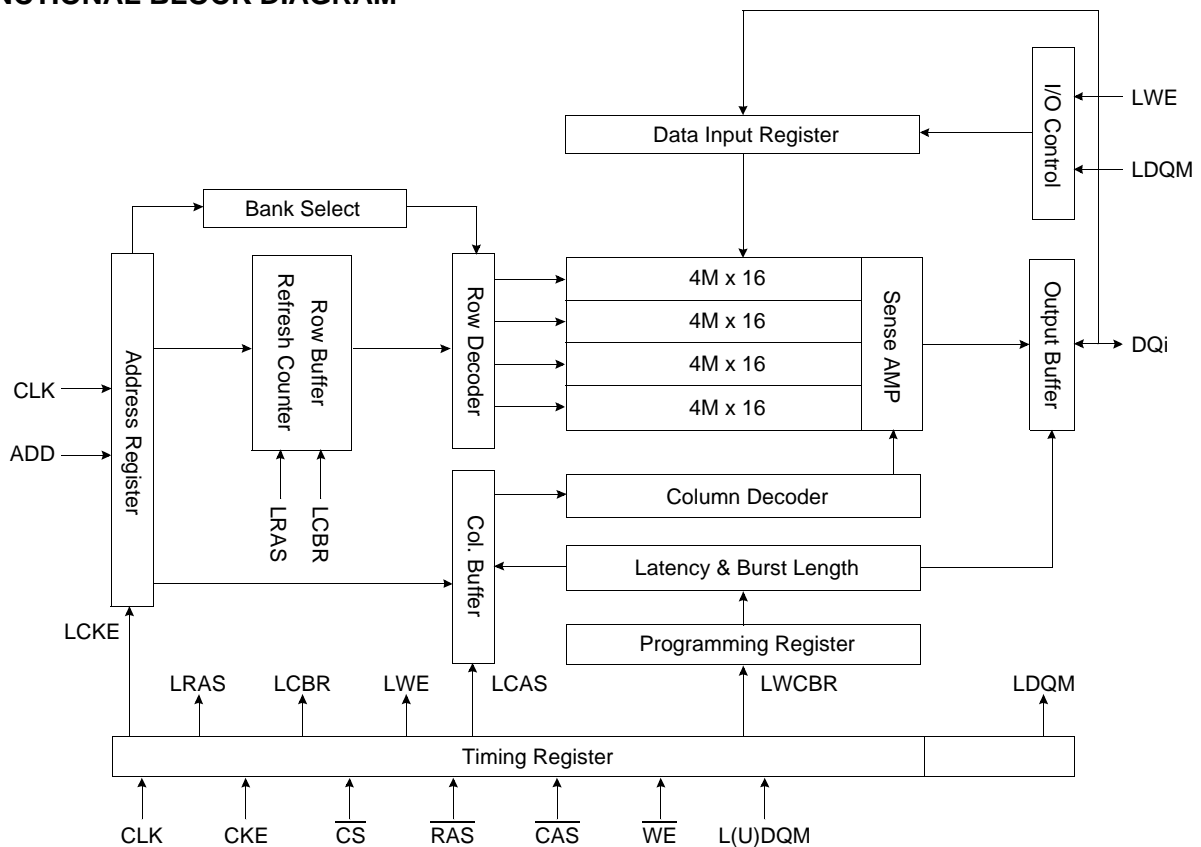 FUNCTIONAL BLOCK DIAGRAM
I/O Control
LWE
LDQM
Data Input Register
Bank Select
Address Register
CLK
ADD
Refresh Counter
Row Buffer
Row Decoder
4M x 16
4M x 16
4M x 16
4M x 16
Sense AMP
Output Buffer
DQi
LRAS
LCBR
Col. Buffer
Column Decoder
Latency & Burst Length
Programming Register
LCKE
LRAS
LCBR
LWE
LCAS
LWCBR
LDQM
Timing Register
CLK
CKE
CS
RAS
CAS
WE
L(U)DQM